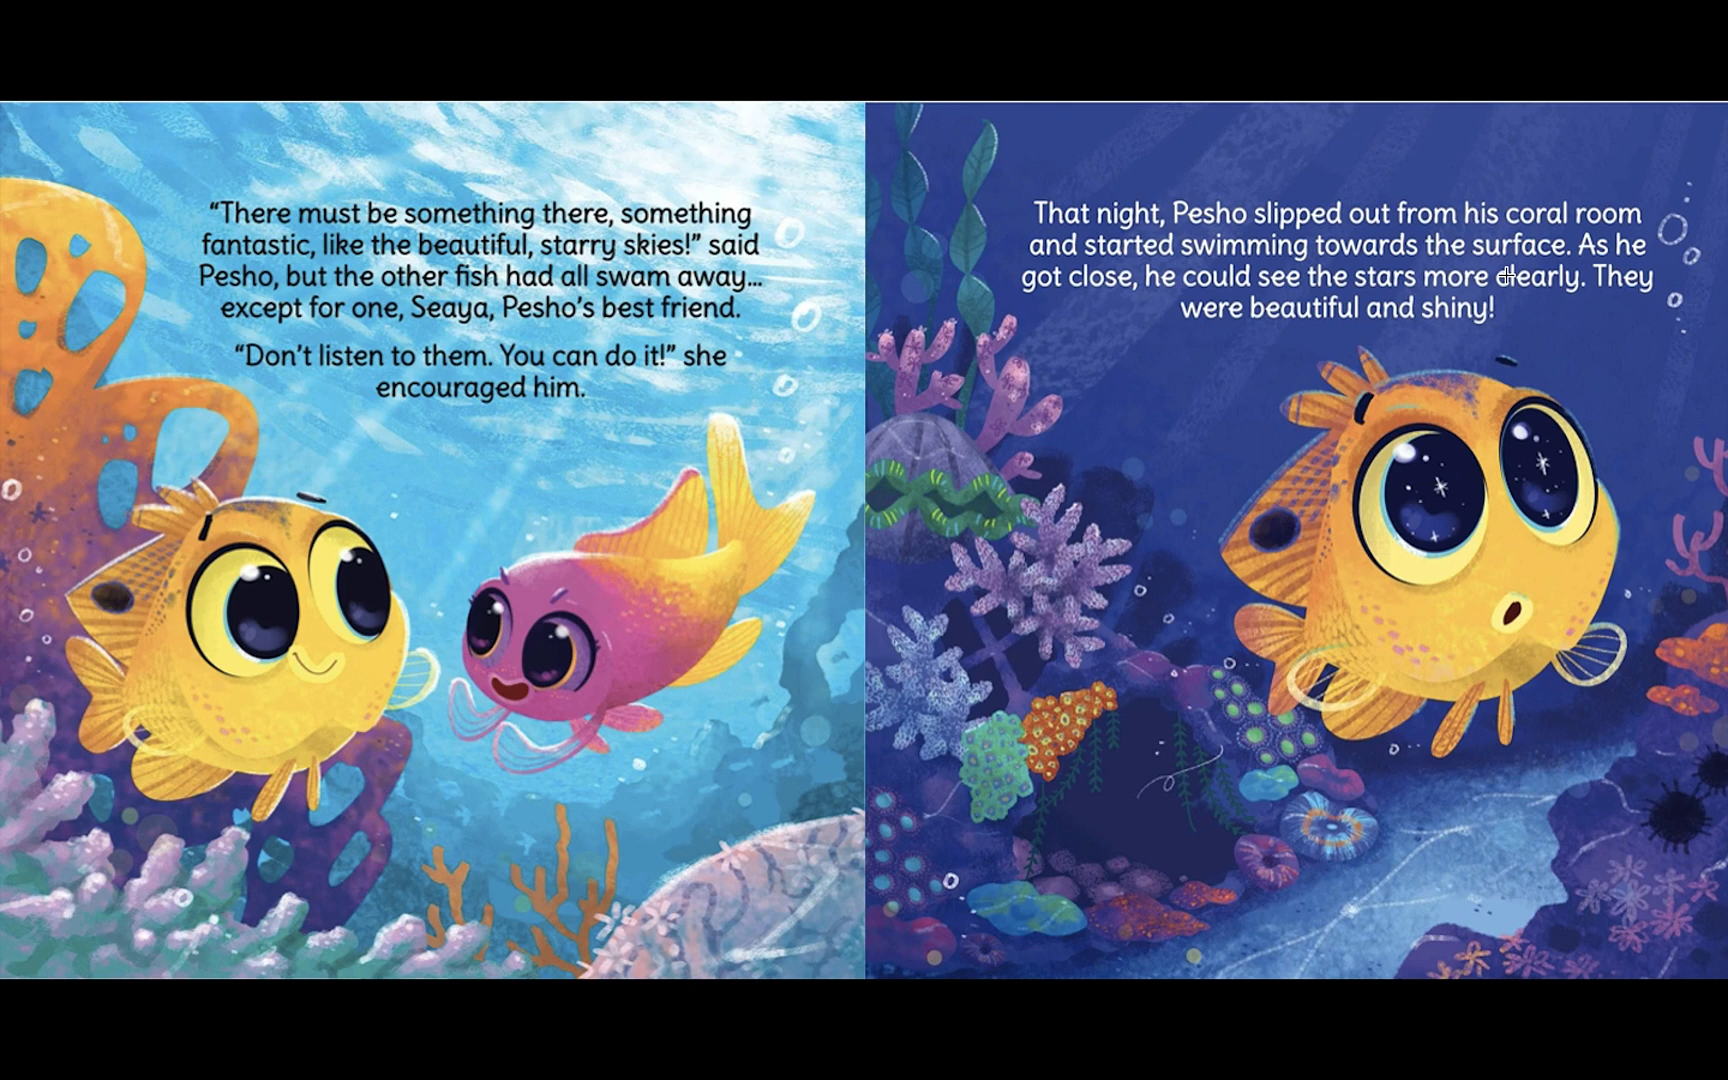 “There must be something there, something
fantastic, like the beautiful, starry skies!” said
Pesho, but the other fish had all swam away...
except for one, Seaya, Pesho’s best friend.
“Don’t listen to them. You can do it!” she
encouraged him.
That night, Pesho slipped out from his coral room
and started swimming towards the surface. As he
got close, he could see the stars more clearly. They
were beautiful and shiny!